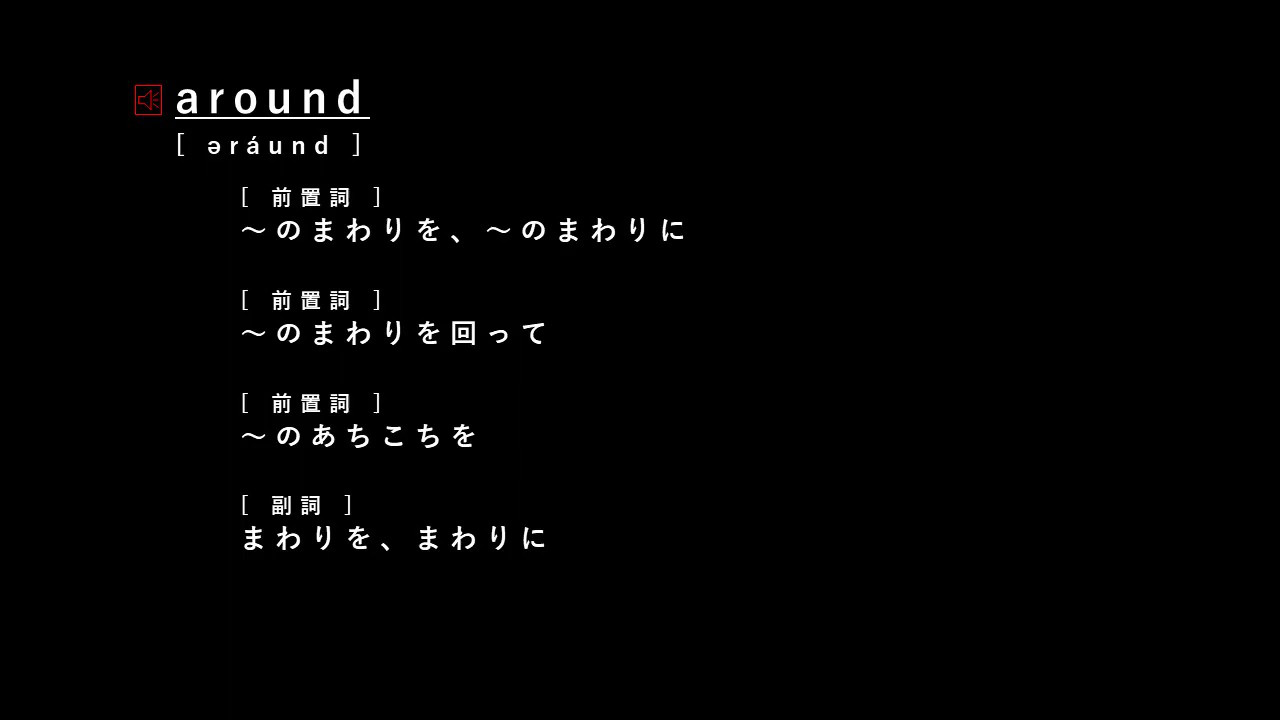 around
[ əráund ]
[ 前置詞 ]
～のまわりを、～のまわりに
[ 前置詞 ]
～のまわりを回って
[ 前置詞 ]
～のあちこちを
[ 副詞 ]
まわりを、まわりに